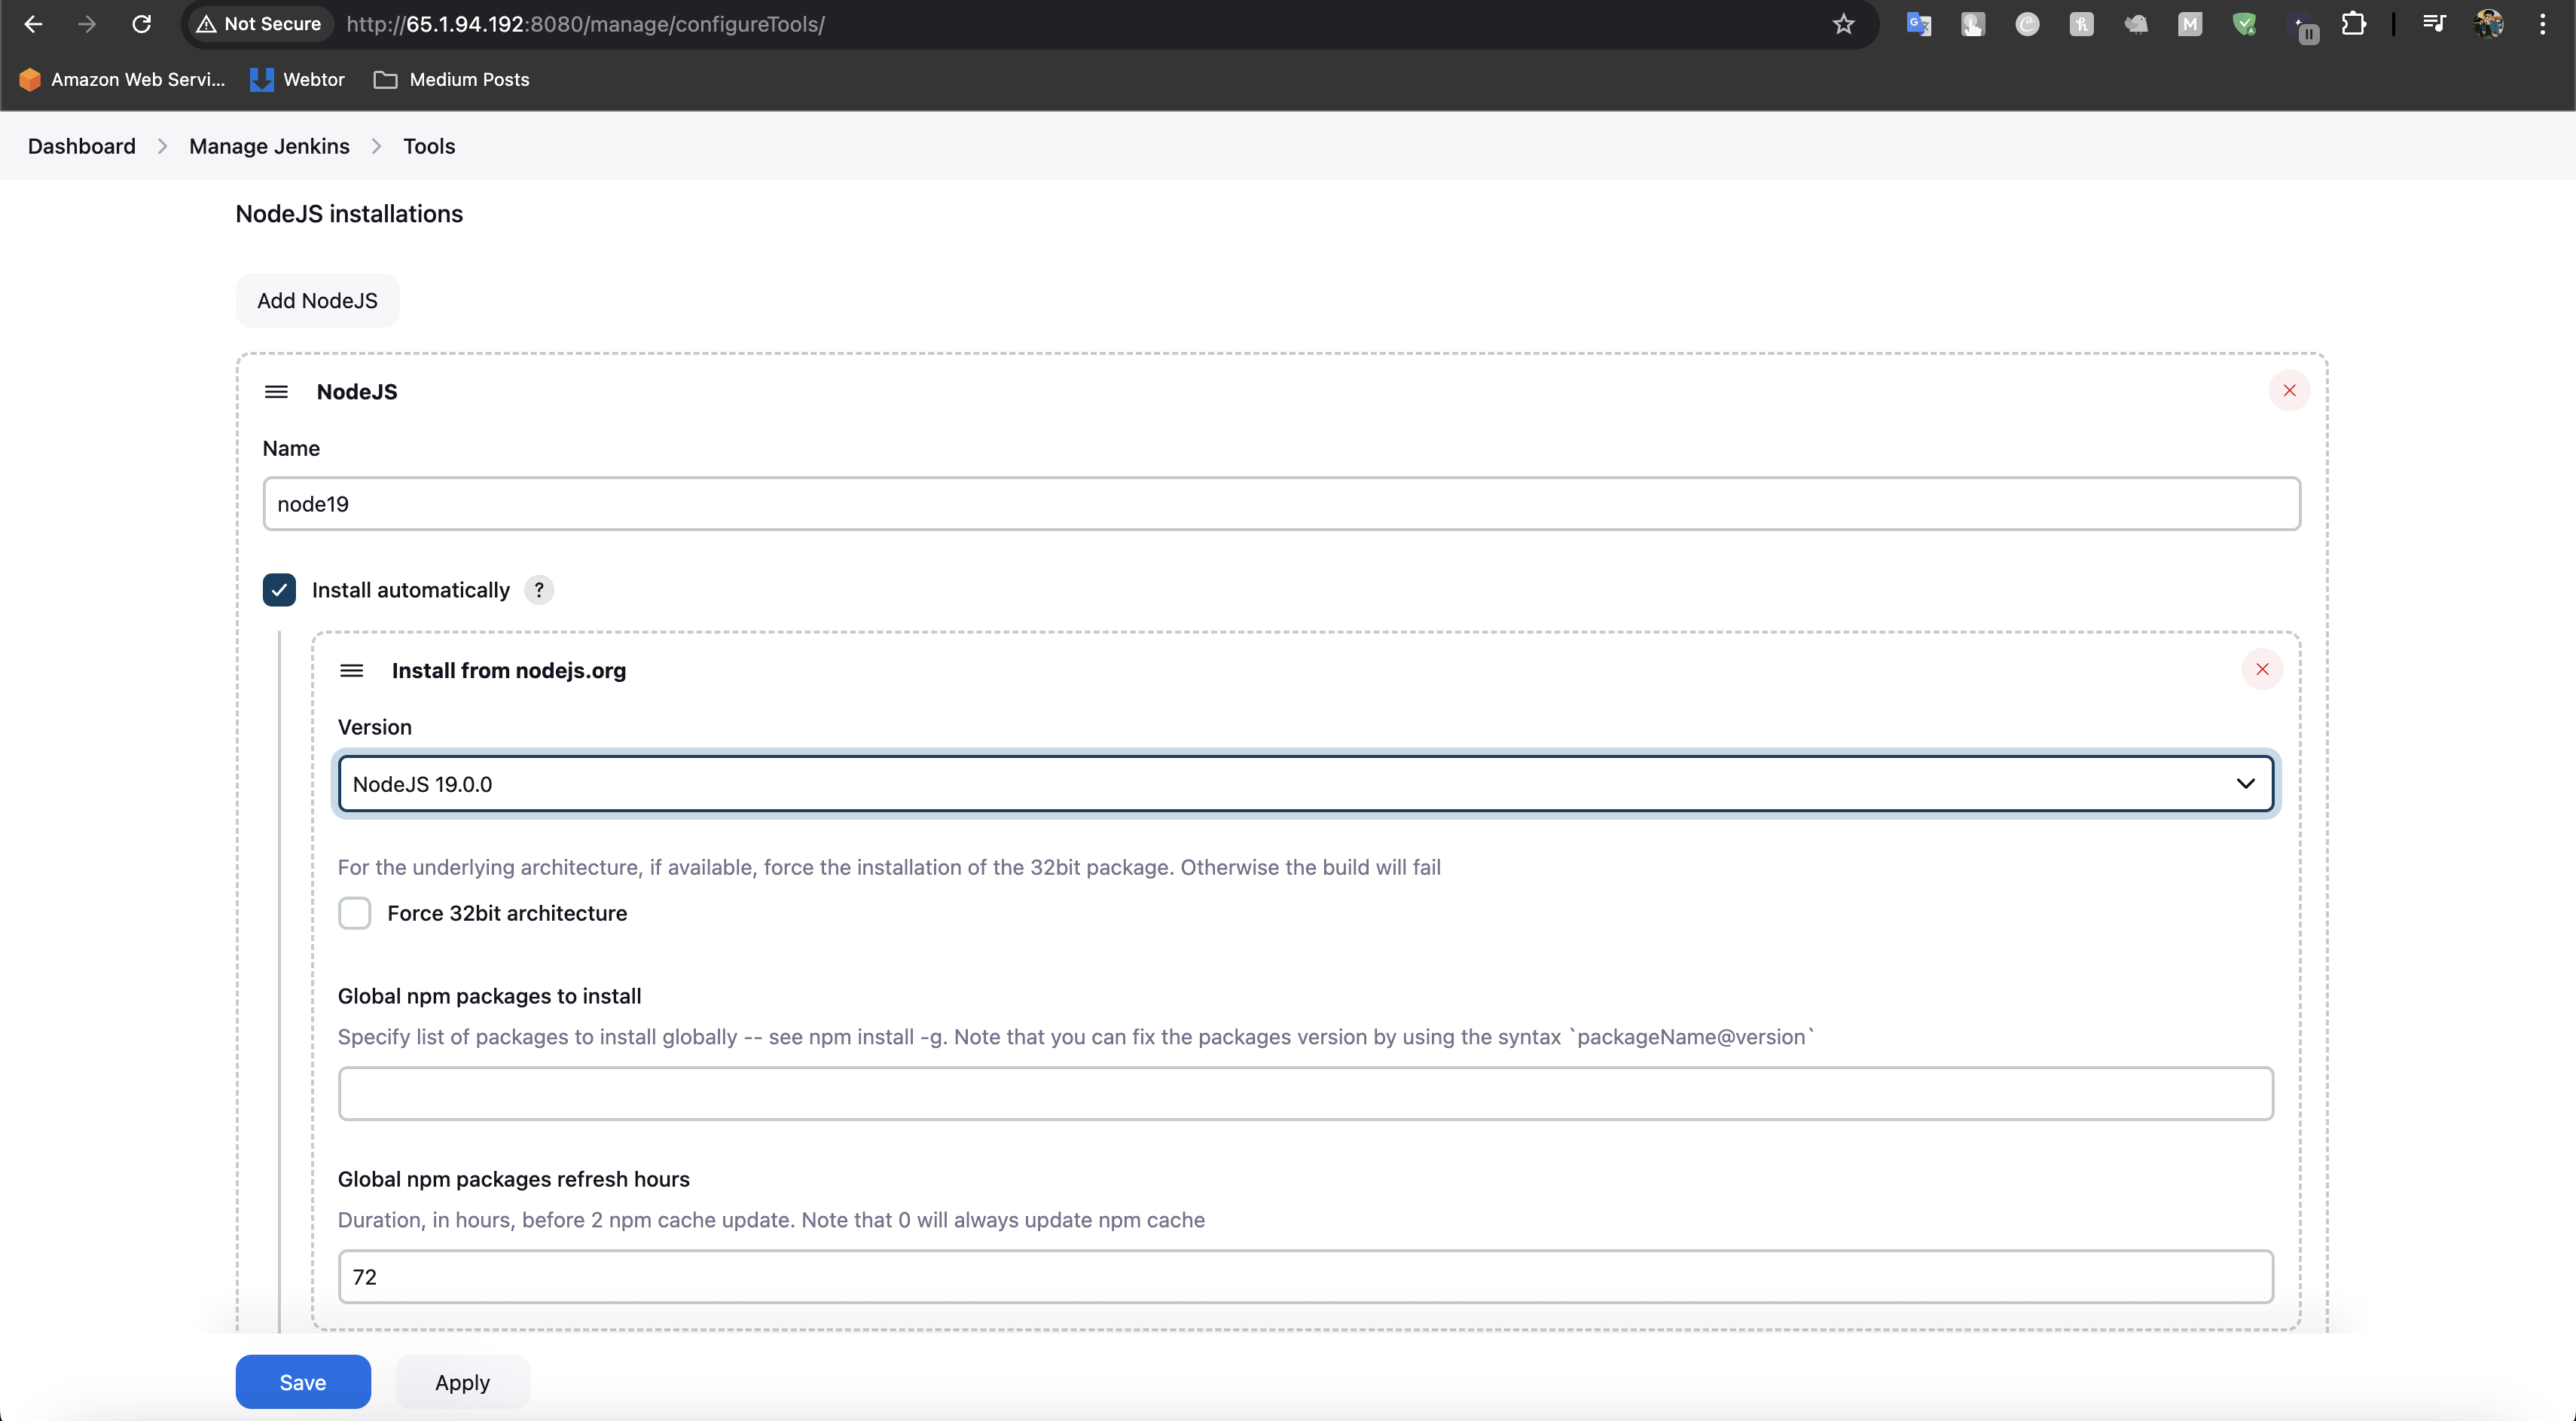 Not Secure http://65.1.94.192:8080/manage/configureTools/
Amazon Web Servi... Webtor Medium Posts
Dashboard Manage Jenkins Tools
NodeJS installations
Add NodeJS
NodeJS
Name
node19
Install automatically ?
Install from nodejs.org
Version
NodeJS 19.0.0
For the underlying architecture, if available, force the installation of the 32bit package. Otherwise the build will fail
Force 32bit architecture
Global npm packages to install
Specify list of packages to install globally -- see npm install -g. Note that you can fix the packages version by using the syntax `packageName@version`
Global npm packages refresh hours
Duration, in hours, before 2 npm cache update. Note that 0 will always update npm cache
72
Save Apply